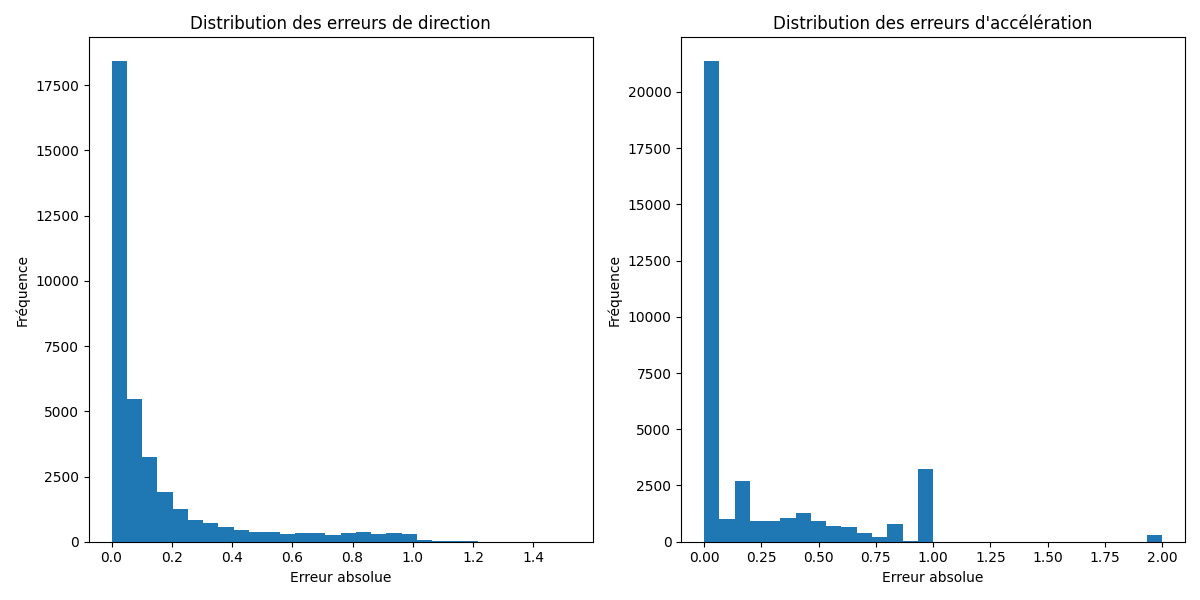 Distribution des erreurs de direction
Fréquence
17500
15000
12500
10000
7500
5000
2500
0
0.0 0.2 0.4 0.6 0.8 1.0 1.2 1.4
Erreur absolue
Distribution des erreurs d'accélération
Fréquence
20000
17500
15000
12500
10000
7500
5000
2500
0
0.00 0.25 0.50 0.75 1.00 1.25 1.50 1.75 2.00
Erreur absolue